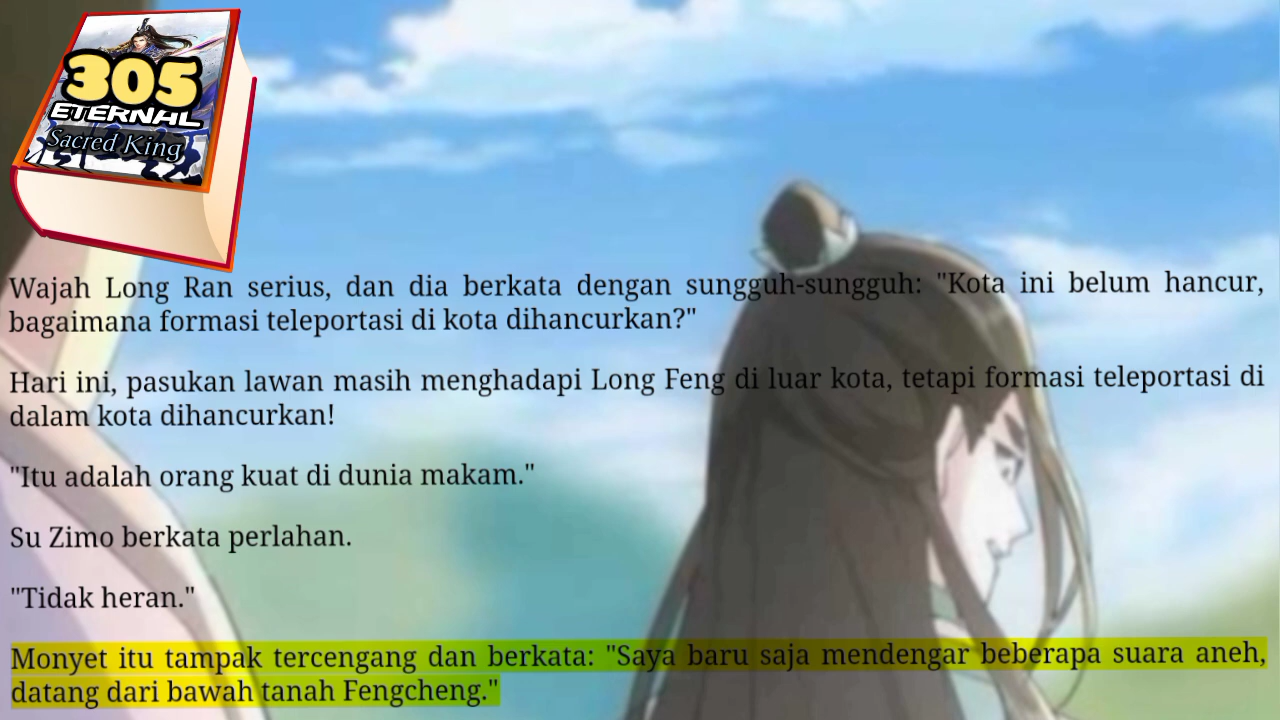 305
ETERNAL
Sacred King
Wajah Long Ran serius, dan dia berkata dengan sungguh-sungguh: "Kota ini belum hancur,
bagaimana formasi teleportasi di kota dihancurkan?"
Hari ini, pasukan lawan masih menghadapi Long Feng di luar kota, tetapi formasi teleportasi di
dalam kota dihancurkan!
"Itu adalah orang kuat di dunia makam."
Su Zimo berkata perlahan.
"Tidak heran."
Monyet itu tampak tercengang dan berkata: "Saya baru saja mendengar beberapa suara aneh,
datang dari bawah tanah Fengcheng."